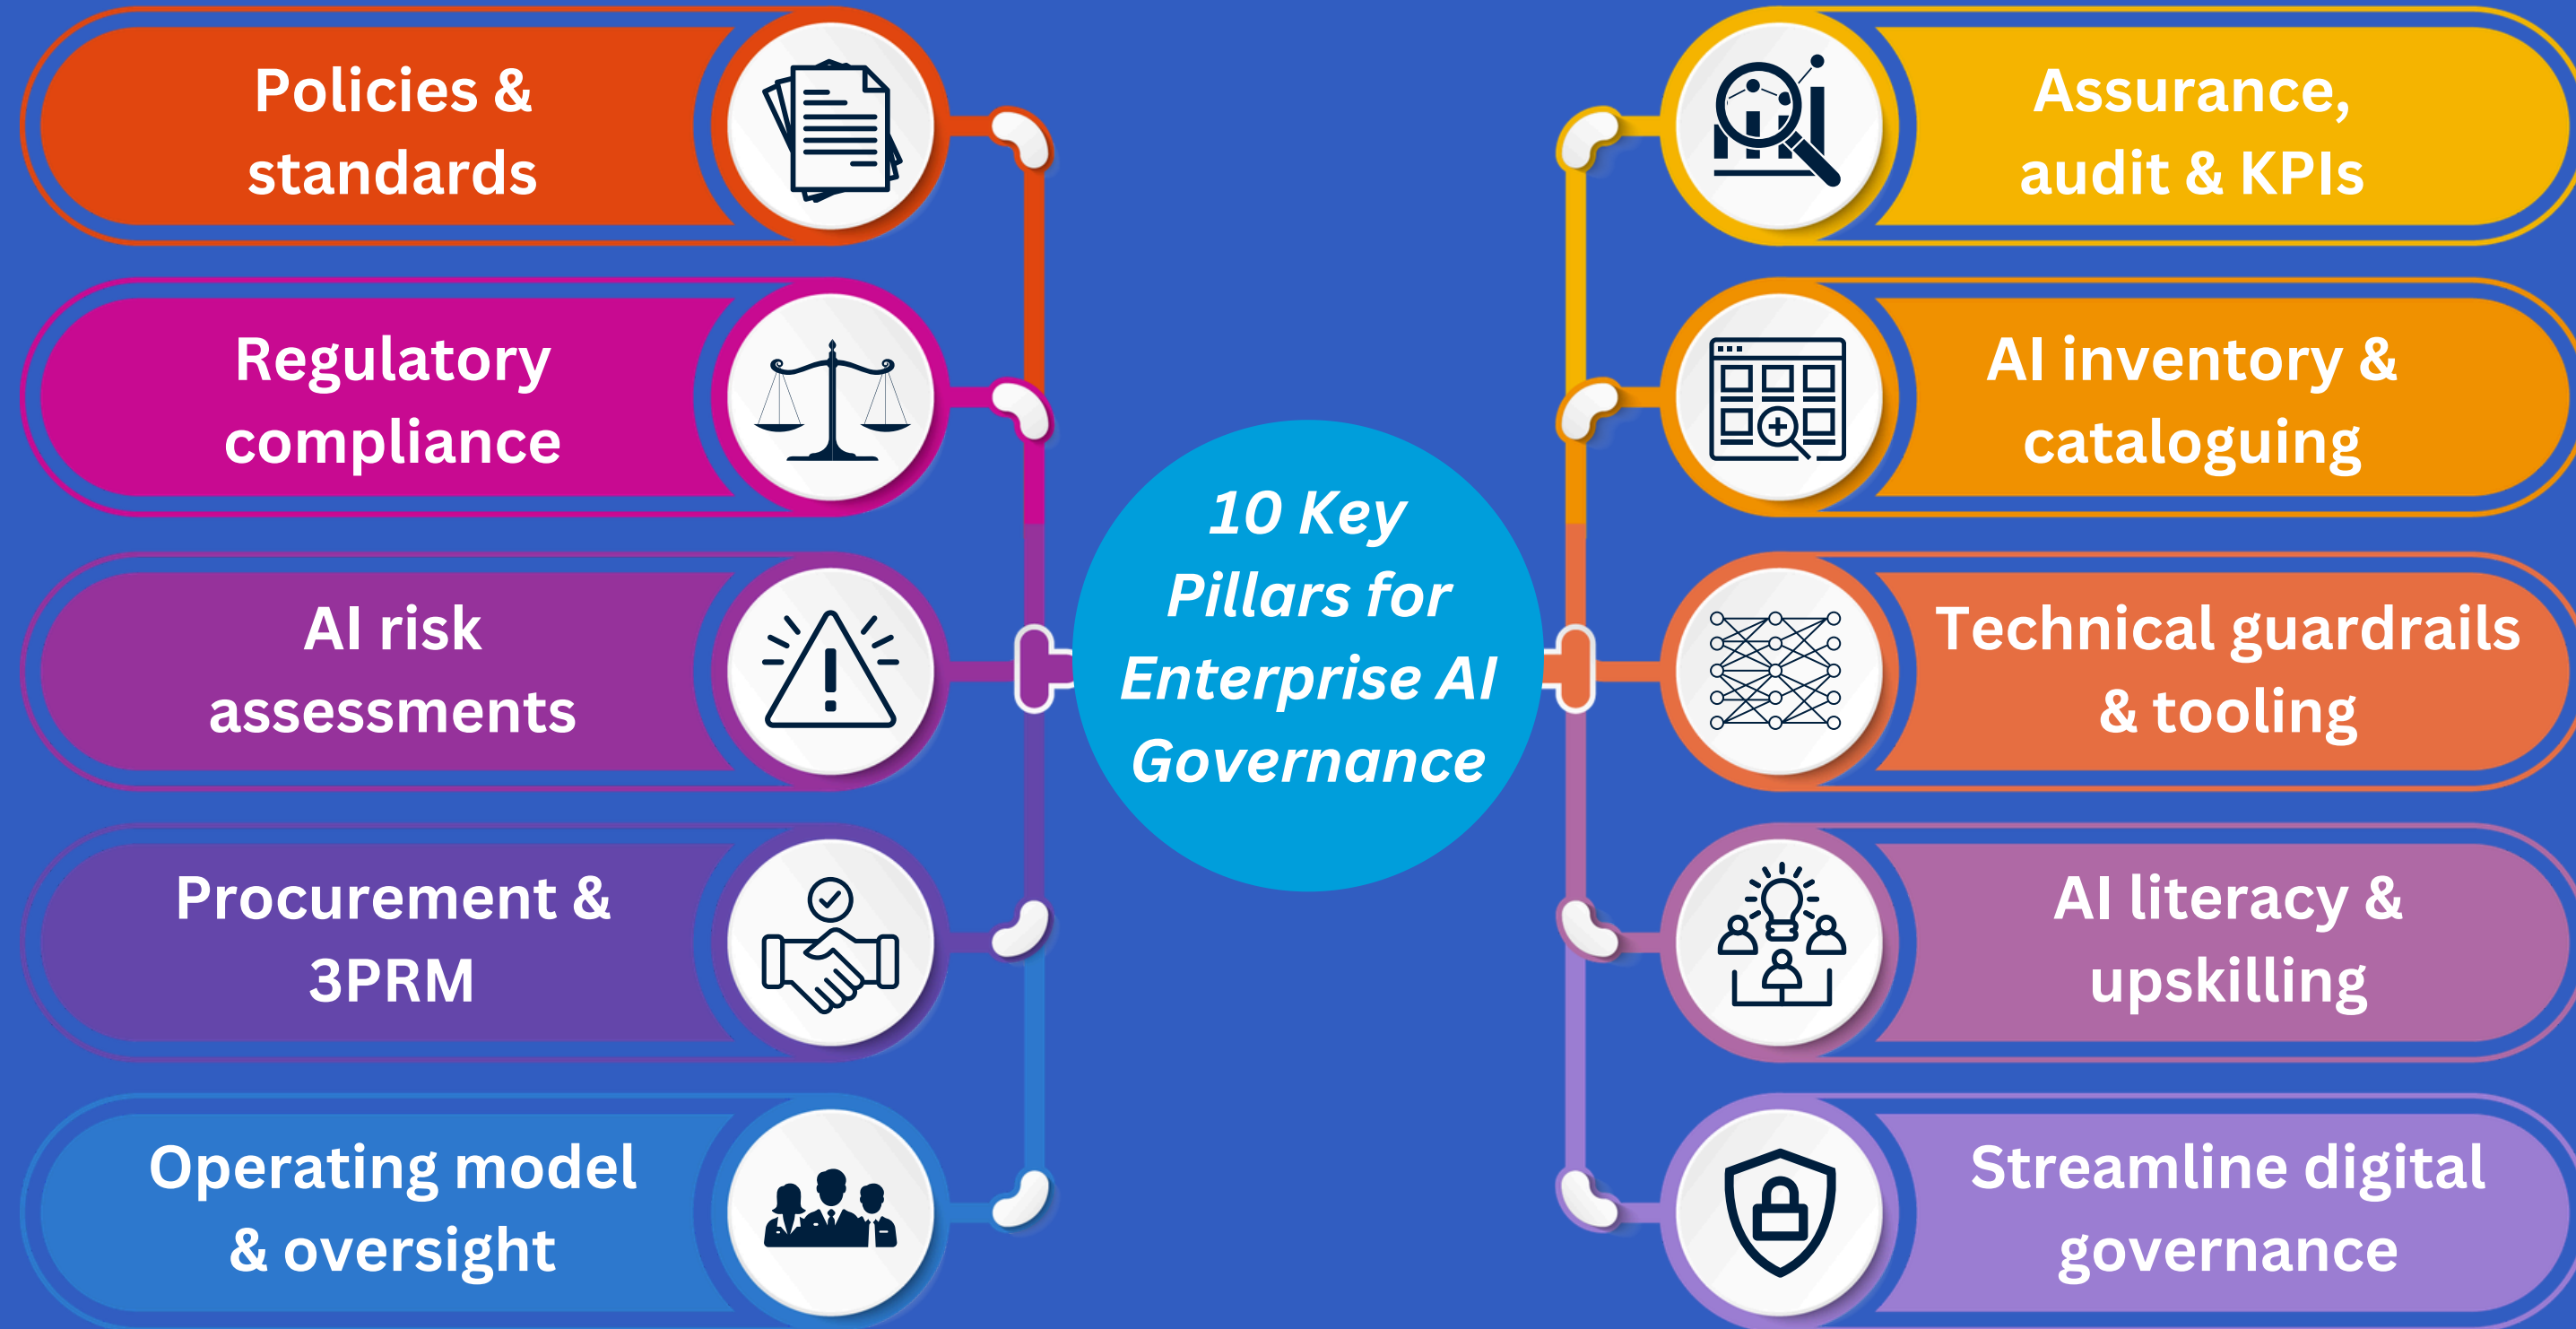 Policies &
standards
Regulatory
compliance
AI risk
assessments
Procurement &
3PRM
Operating model
& oversight
10 Key
Pillars for
Enterprise AI
Governance
Assurance,
audit & KPIs
AI inventory &
cataloguing
Technical guardrails
& tooling
AI literacy &
upskilling
Streamline digital
governance